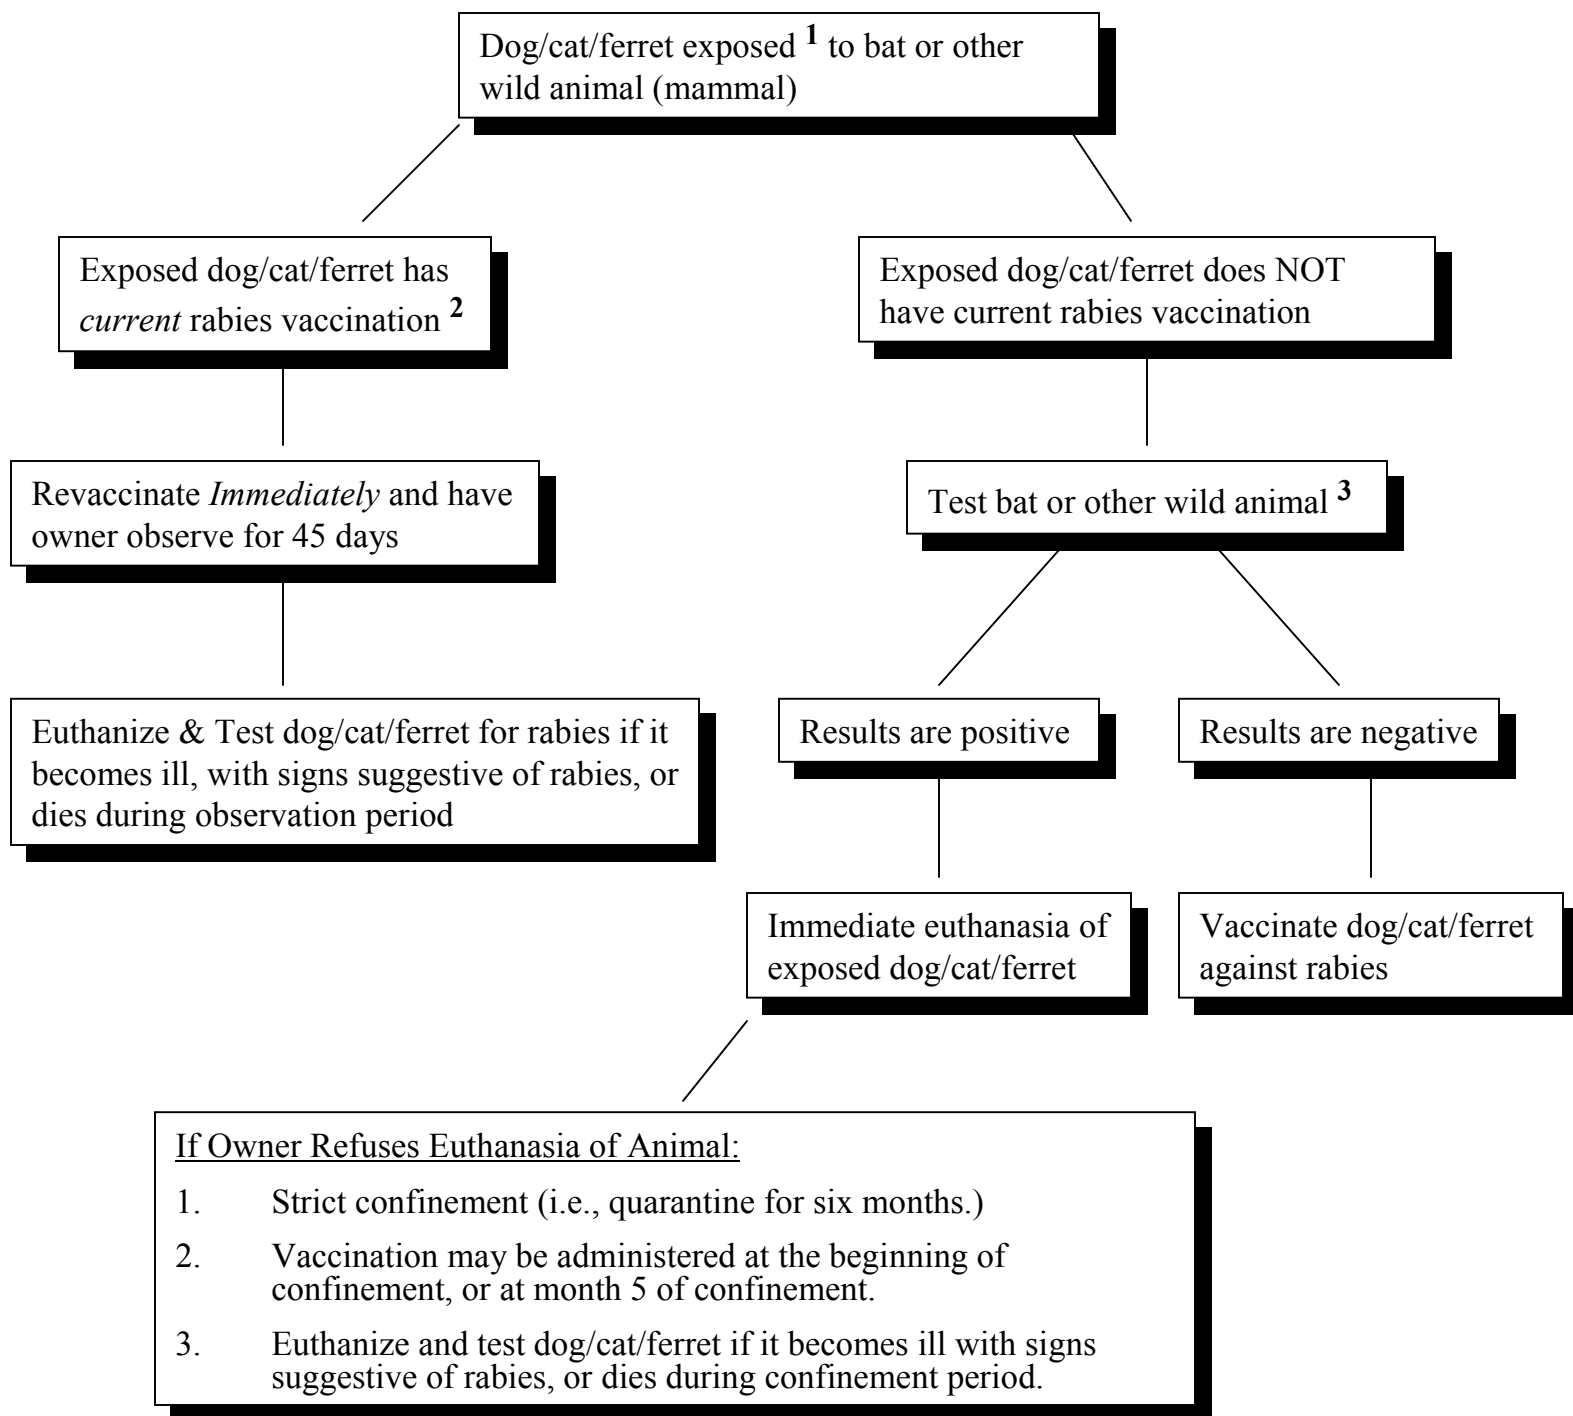 Dog/cat/ferret exposed 1 to bat or other
wild animal (mammal)
Exposed dog/cat/ferret has
current rabies vaccination 2
Exposed dog/cat/ferret does NOT
have current rabies vaccination
Revaccinate Immediately and have
owner observe for 45 days
Test bat or other wild animal 3
Euthanize & Test dog/cat/ferret for rabies if it
becomes ill, with signs suggestive of rabies, or
dies during observation period
Results are positive
Results are negative
Immediate euthanasia of
exposed dog/cat/ferret
Vaccinate dog/cat/ferret
against rabies
If Owner Refuses Euthanasia of Animal:
1. Strict confinement (i.e., quarantine for six months.)
2. Vaccination may be administered at the beginning of
confinement, or at month 5 of confinement.
3. Euthanize and test dog/cat/ferret if it becomes ill with signs
suggestive of rabies, or dies during confinement period.